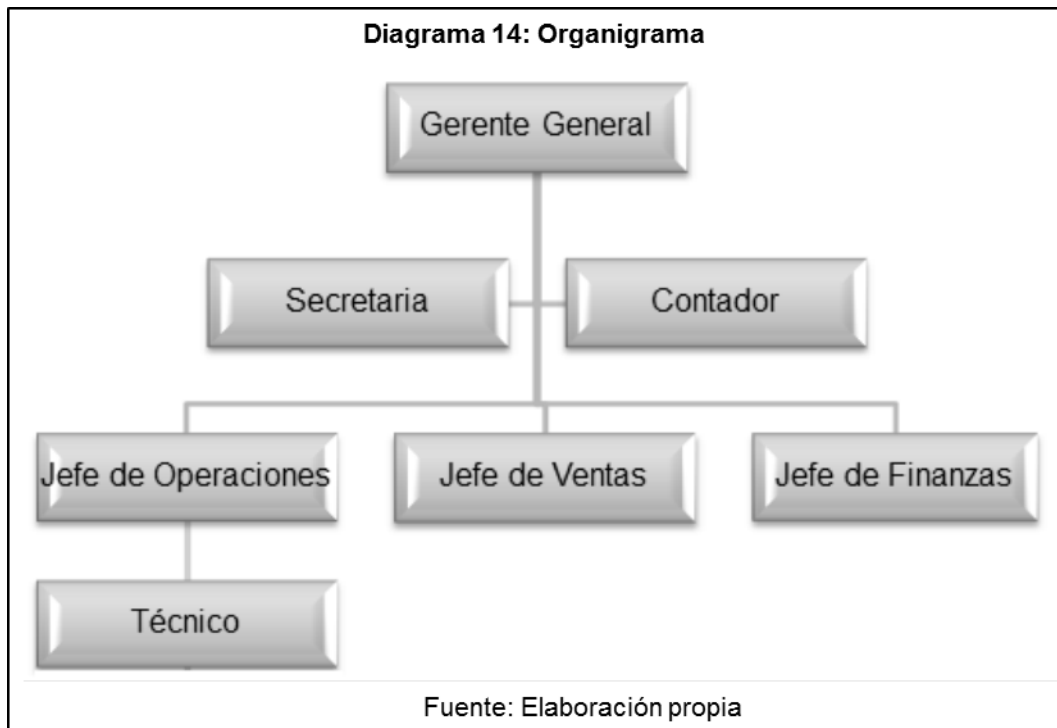 Diagrama 14: Organigrama
Gerente General
Secretaria
Contador
Jefe de Operaciones
Jefe de Ventas
Jefe de Finanzas
Técnico
Fuente: Elaboración propia